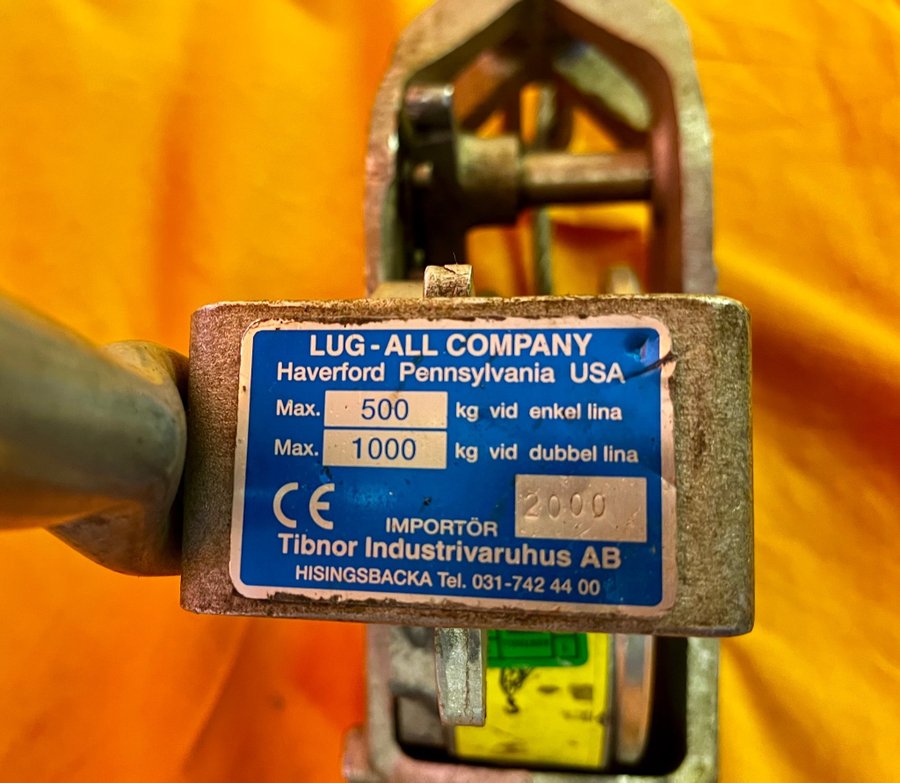 LUG-ALL COMPANY
Haverford Pennsylvania USA
Max. 500 kg vid enkel lina
Max. 1000 kg vid dubbel lina
CE
2000
IMPORTÖR
Tibnor Industrivaruhus AB
HISINGSBACKA Tel. 031-742 44 00